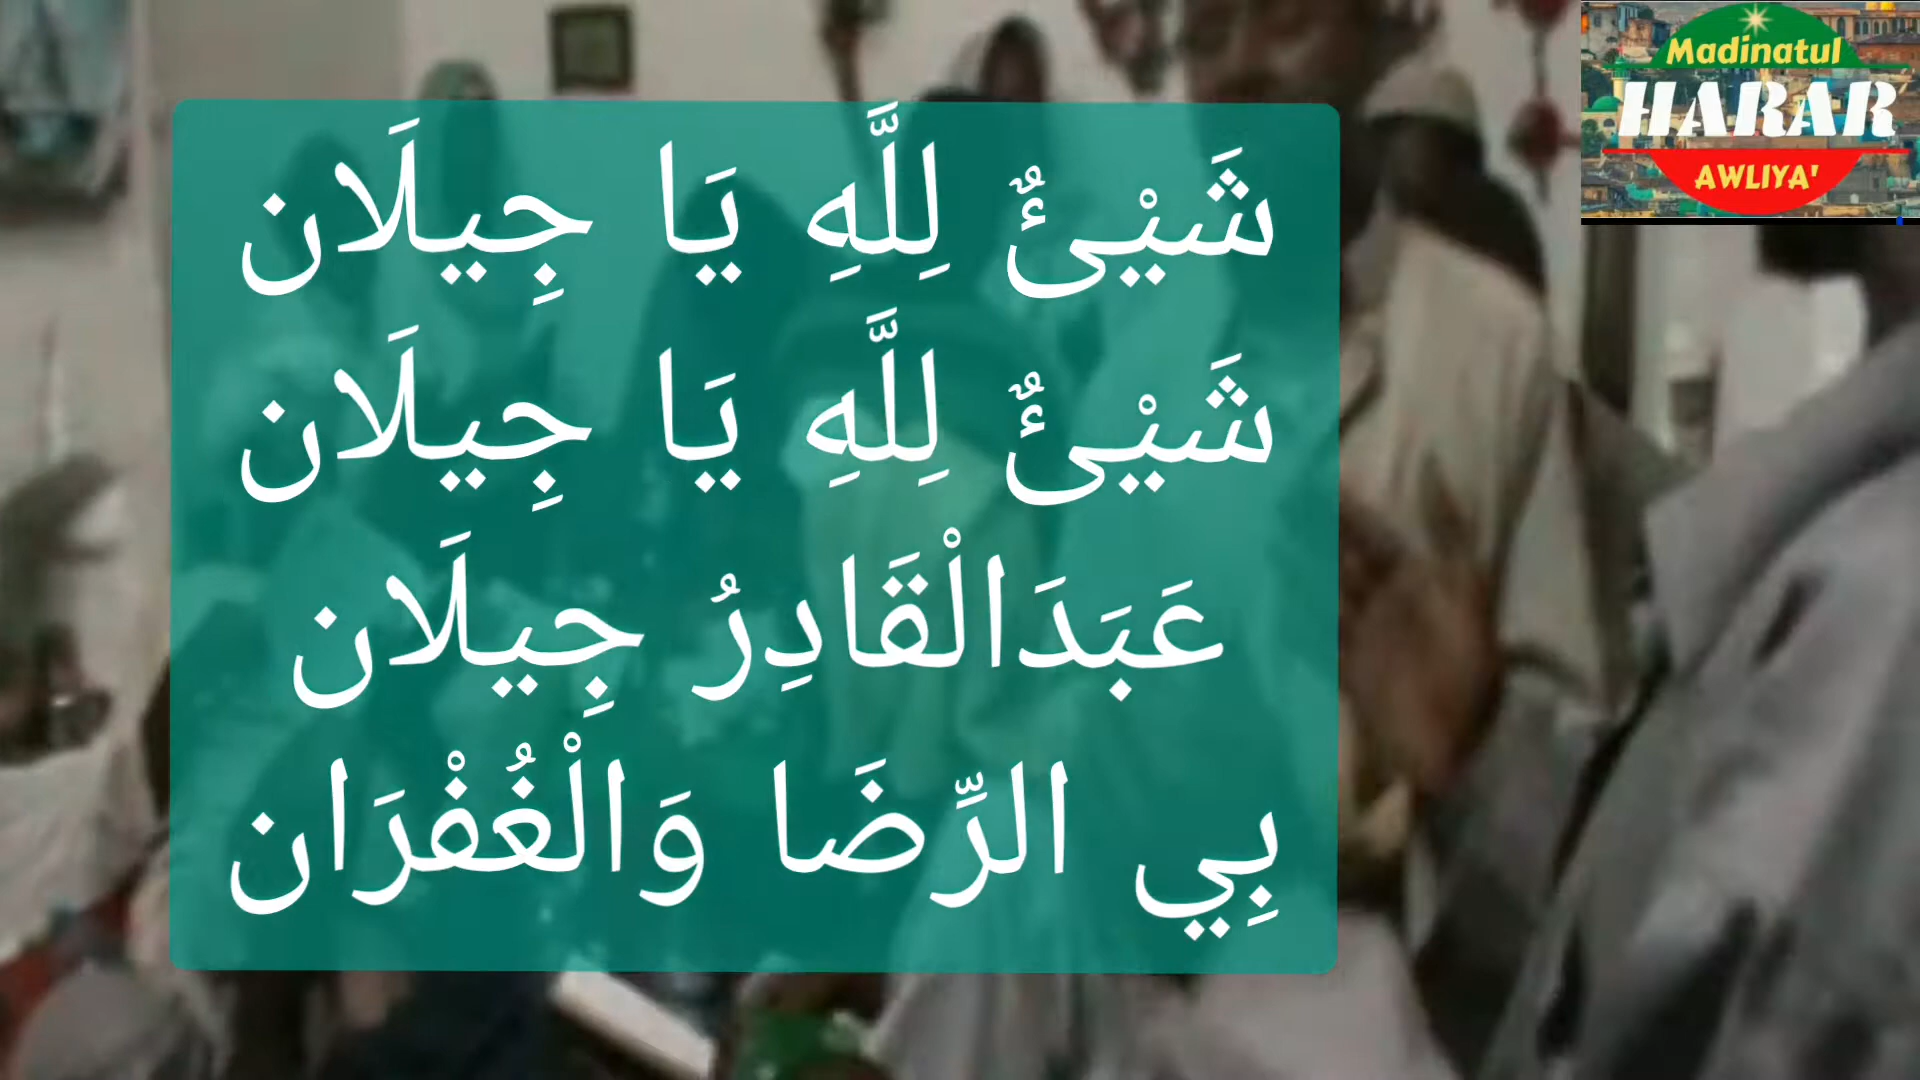 شَيْئٌ لِلَّهِ يَا جِيلَان
شَيْئٌ لِلَّهِ يَا جِيلَان
عَبَدَالْقَادِرُ جِيلَان
بِي الرِّضَا وَالْغُفْرَان
Madinatul
HARAR
AWLIYA'